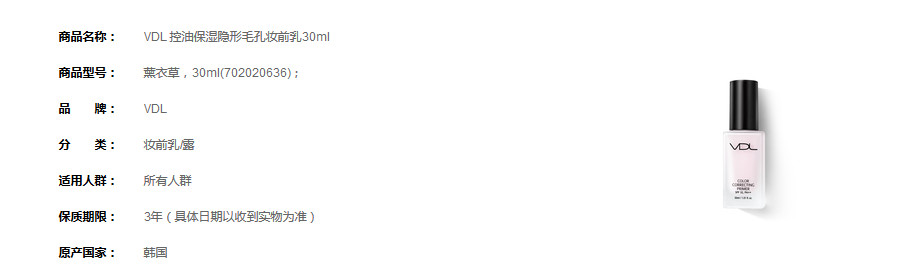 商品名称： VDL 控油保湿隐形毛孔妆前乳30ml
商品型号： 薰衣草，30ml(702020636)；
品　　牌： VDL
分　　类： 妆前乳/露
适用人群： 所有人群
保质期限： 3年（具体日期以收到实物为准）
原产国家： 韩国
VDL
COLOR
CORRECTING
PRIMER